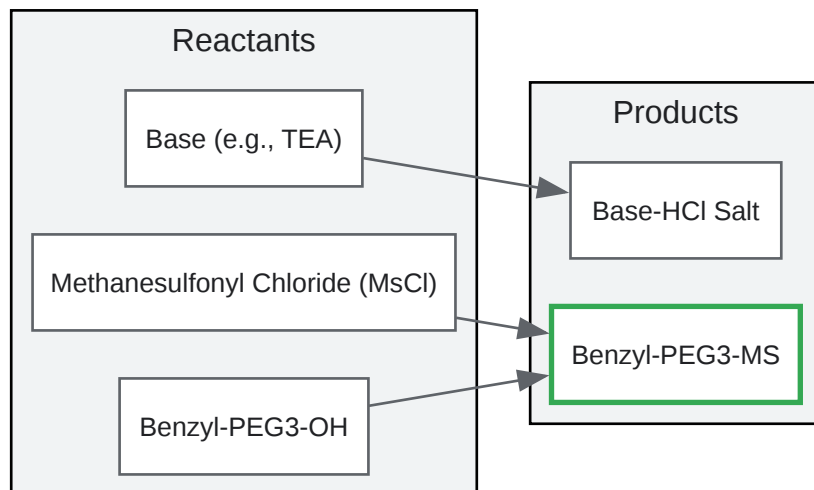 Reactants
Base (e.g., TEA)
Methanesulfonyl Chloride (MsCl)
Benzyl-PEG3-OH
Products
Base-HCl Salt
Benzyl-PEG3-MS